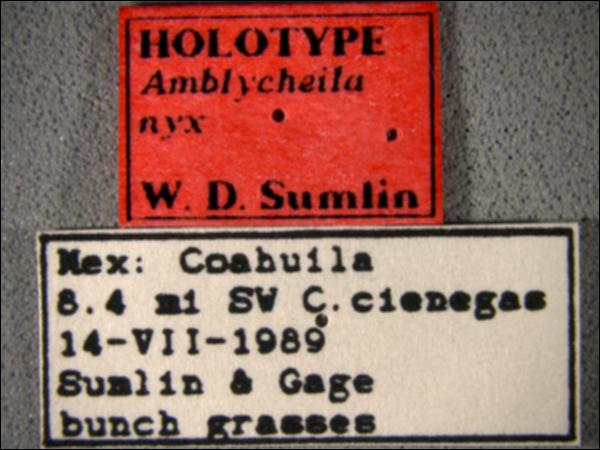 HOLOTYPE
Amblycheila
nyx
W. D. Sumlin
Mex: Coahuila
8.4 mi SW C.cienegas
14-VII-1989
Sumlin & Gage
bunch grasses